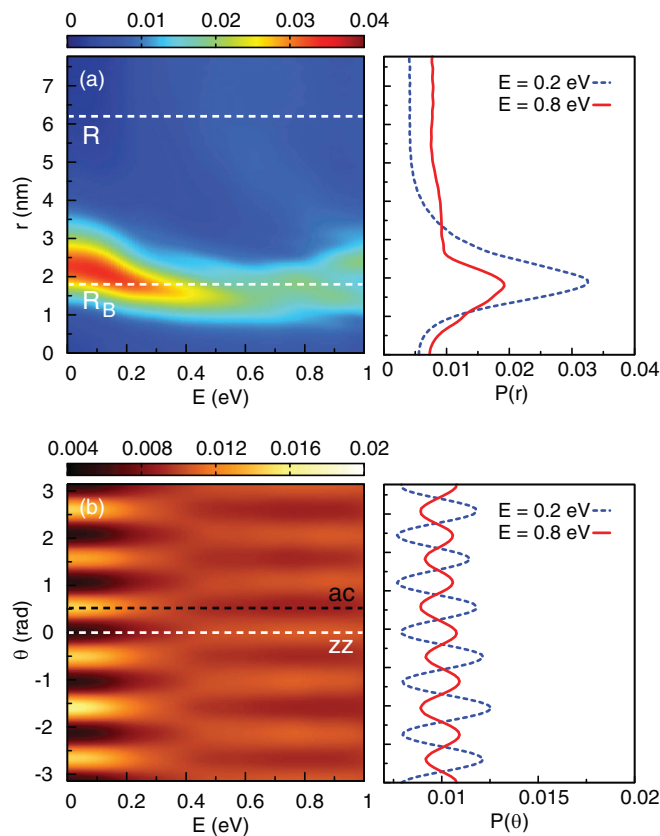 0 0.01 0.02 0.03 0.04
(a)
R
R_B
r (nm)
7
6
5
4
3
2
1
0
0 0.2 0.4 0.6 0.8 1
E (eV)
E = 0.2 eV
E = 0.8 eV
0.01 0.02 0.03 0.04
P(r)
0.004 0.008 0.012 0.016 0.02
(b)
ac
zz
θ (rad)
3
2
1
0
-1
-2
-3
0 0.2 0.4 0.6 0.8 1
E (eV)
E = 0.2 eV
E = 0.8 eV
0.01 0.015 0.02
P(θ)